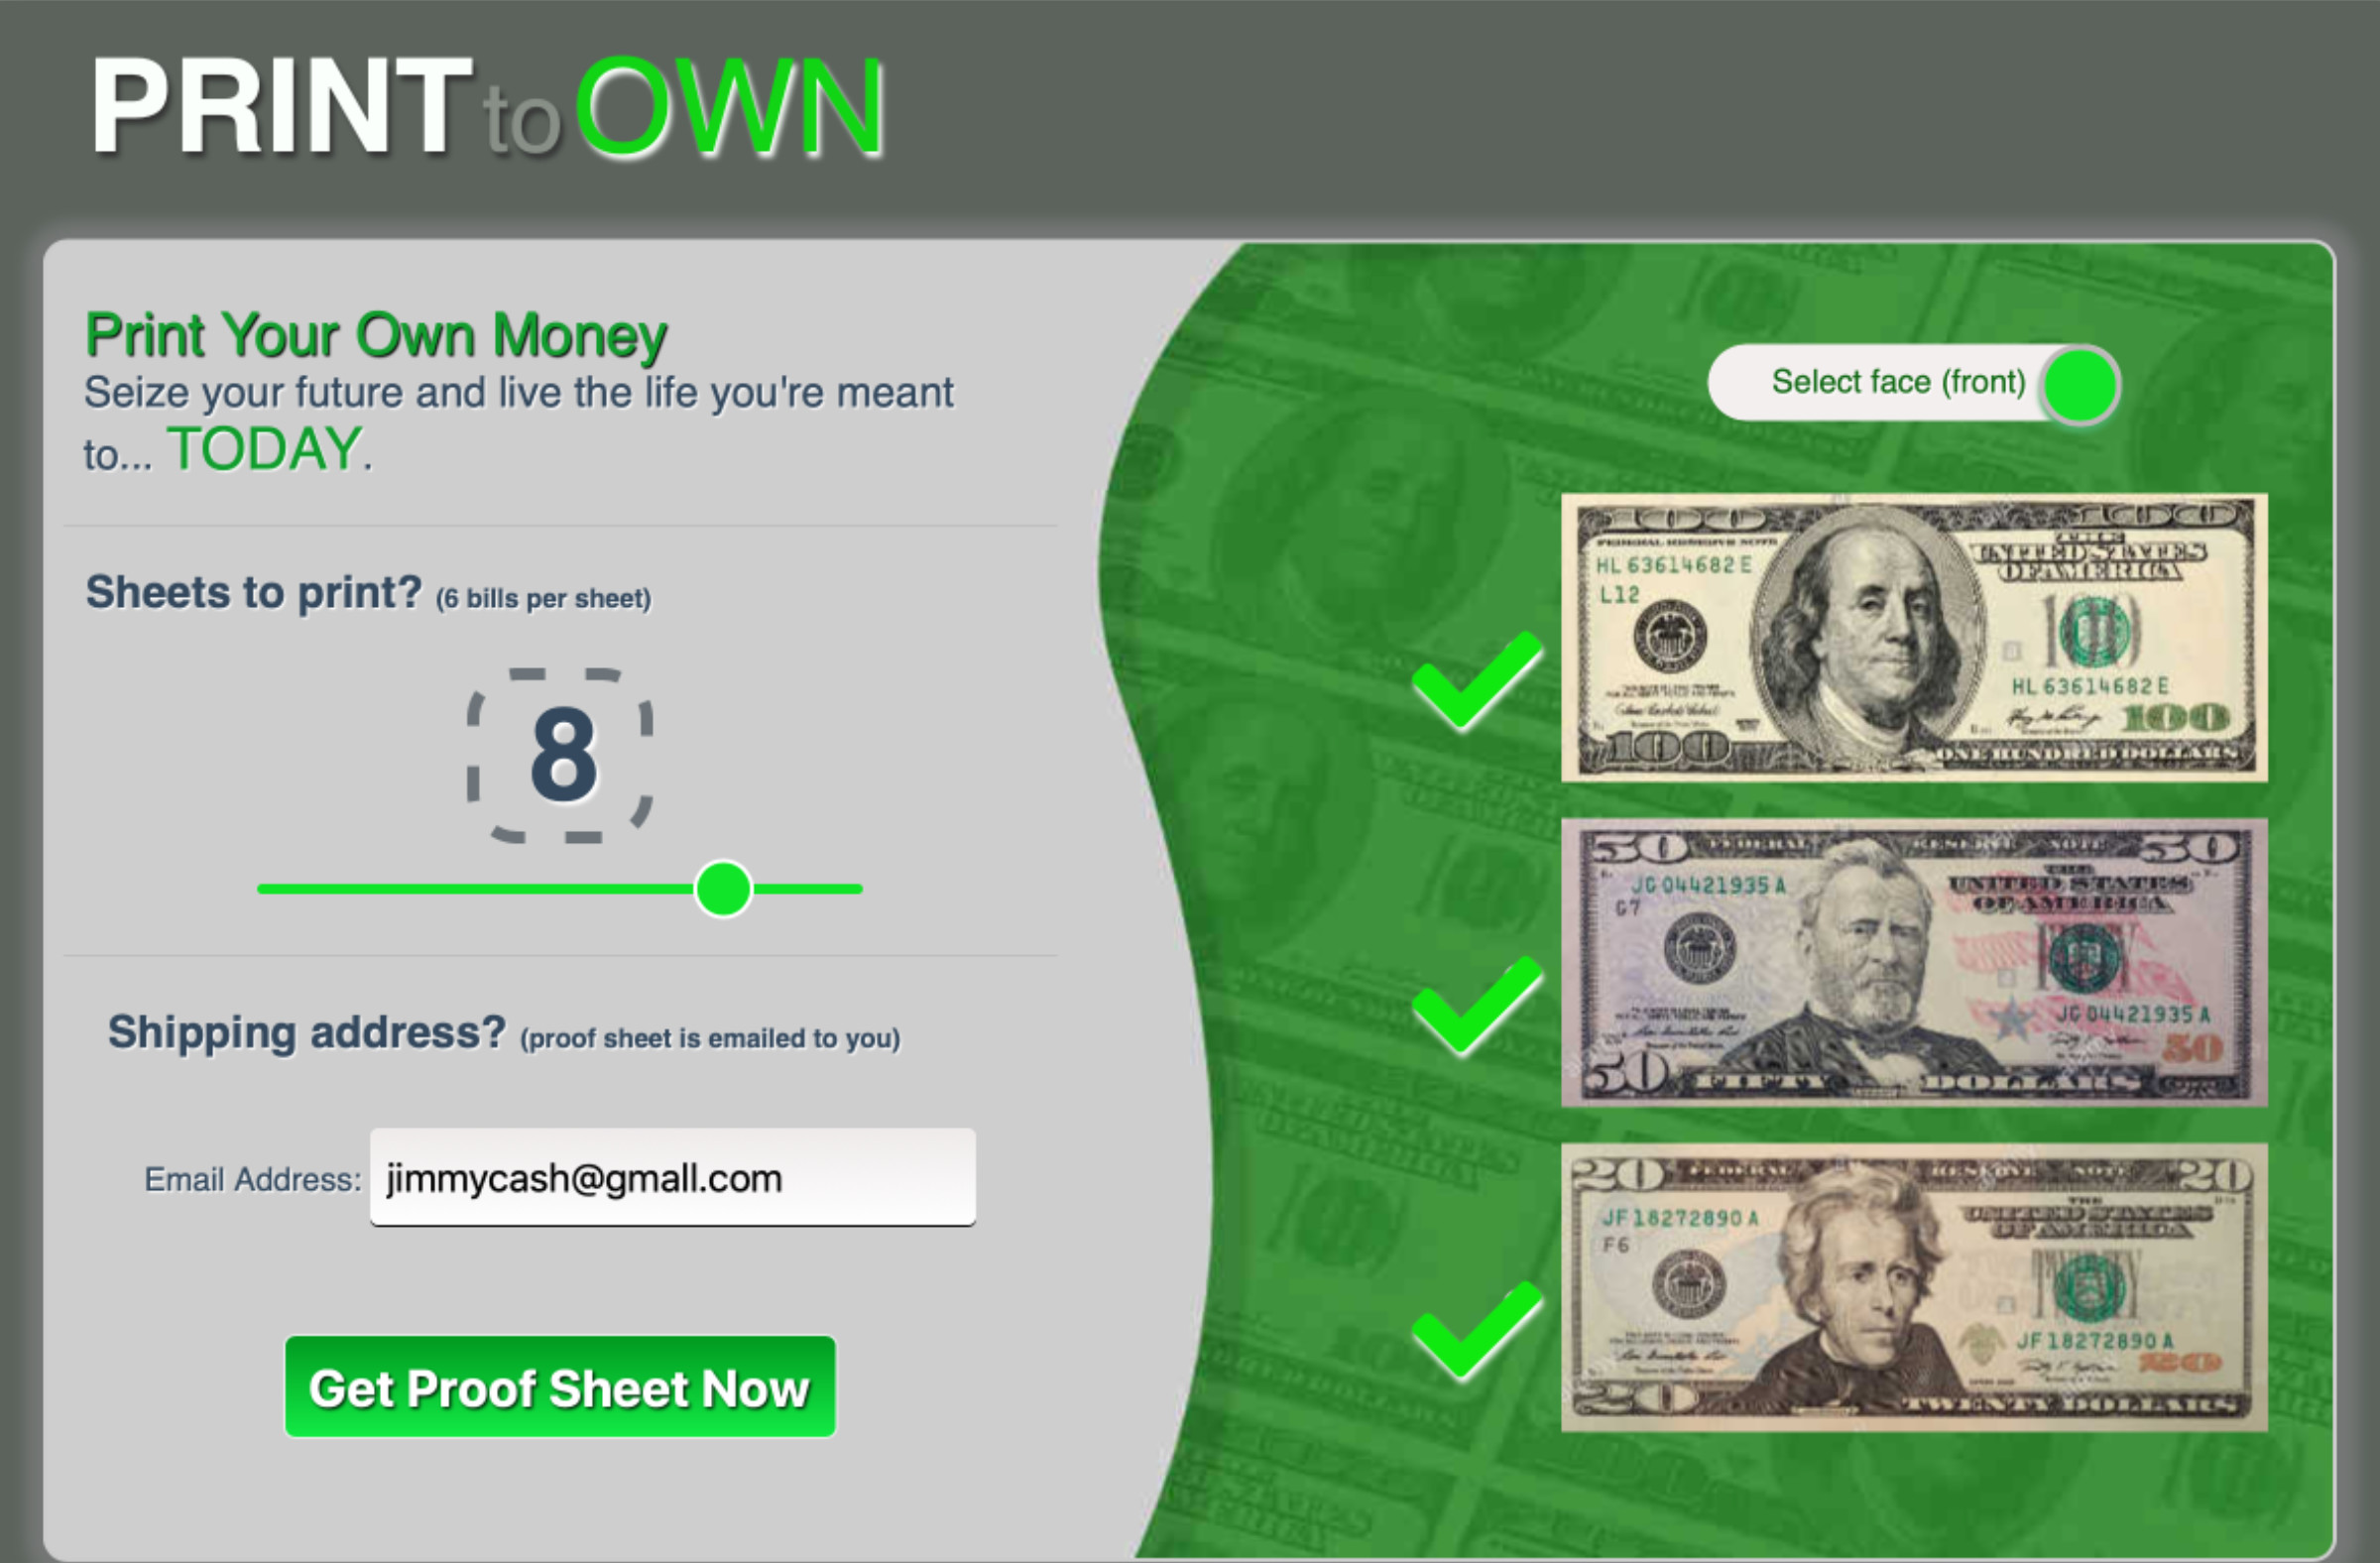 PRINT to OWN
Print Your Own Money
Seize your future and live the life you're meant
to... TODAY.
Sheets to print? (6 bills per sheet)
8
Shipping address? (proof sheet is emailed to you)
Email Address: jimmycash@gmall.com
Get Proof Sheet Now
Select face (front)
100 100
FEDERAL RESERVE NOTE
THE
UNITED STATES
OF AMERICA
HL 63614682 E
L12
100
HL 63614682 E
100
100 ONE HUNDRED DOLLARS
50 FEDERAL RESERVE NOTE 50
JG 04421935 A
G7
THE
UNITED STATES
OF AMERICA
JG 04421935 A
50
50 FIFTY DOLLARS
20 FEDERAL RESERVE NOTE 20
JF 18272890 A
F6
THE
UNITED STATES
OF AMERICA
JF 18272890 A
20
20 TWENTY DOLLARS